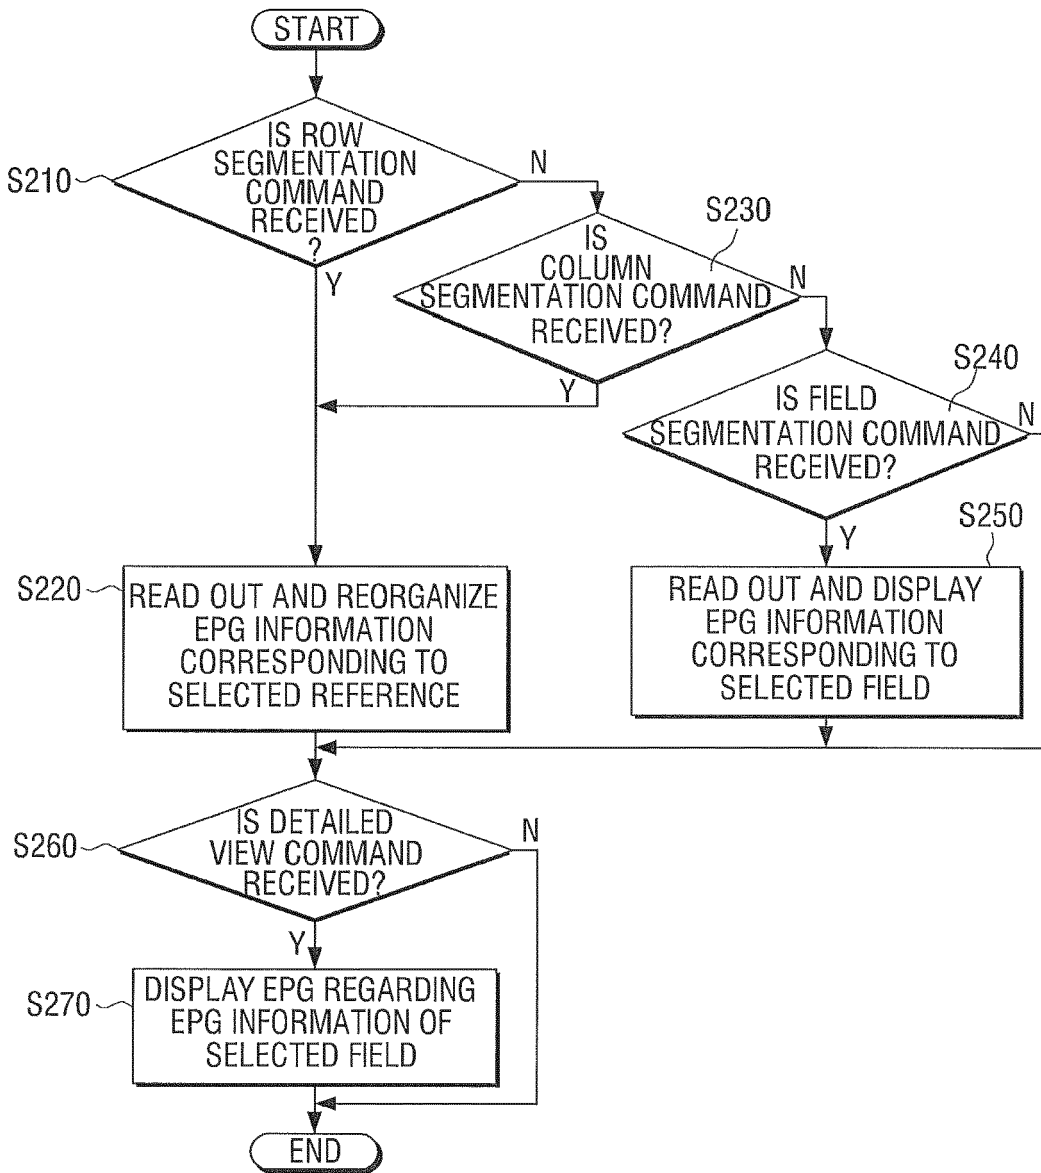 START
IS ROW
SEGMENTATION
COMMAND
RECEIVED
?
S210
N
Y
S230
IS
COLUMN
SEGMENTATION COMMAND
RECEIVED?
N
Y
S240
IS FIELD
SEGMENTATION COMMAND
RECEIVED?
N
Y
S220
READ OUT AND REORGANIZE
EPG INFORMATION
CORRESPONDING TO
SELECTED REFERENCE
S250
READ OUT AND DISPLAY
EPG INFORMATION
CORRESPONDING TO
SELECTED FIELD
S260
IS DETAILED
VIEW COMMAND
RECEIVED?
N
Y
S270
DISPLAY EPG REGARDING
EPG INFORMATION OF
SELECTED FIELD
END